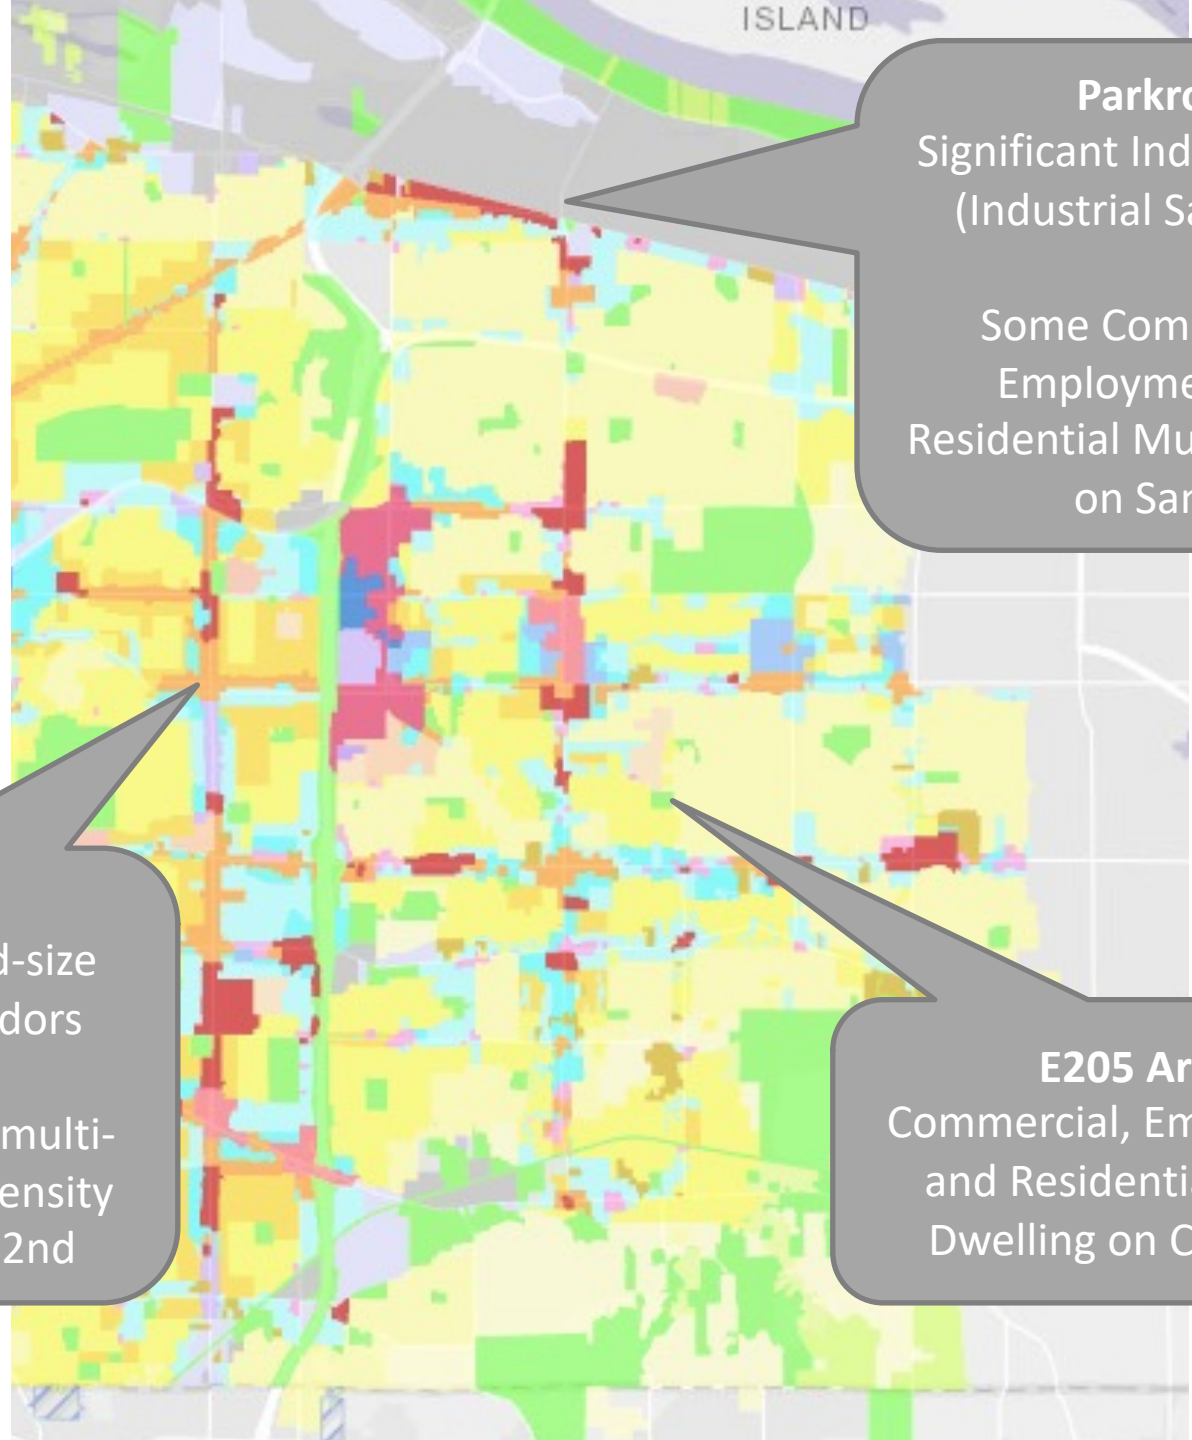 ISLAND
Parkro
Significant Ind
(Industrial Sa
Some Com
Employme
Residential Mu
on Sar
d-size
dors
multi-
ensity
2nd
E205 Ar
Commercial, Em
and Residenti
Dwelling on C